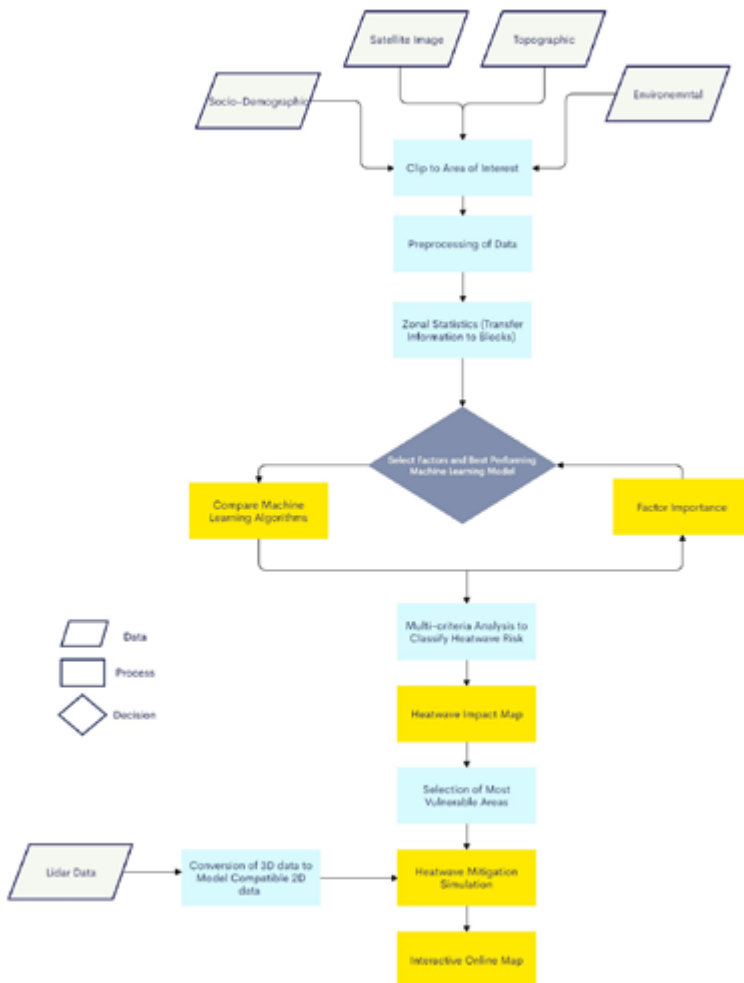 Satellite Image
Topographic
Socio-Demographic
Environemntal
Clip to Area of Interest
Preprocessing of Data
Zonal Statistics (Transfer
Information to Blocks)
Select Factors and Best Performing
Machine Learning Model
Compare Machine
Learning Algorithms
Factor Importance
Multi-criteria Analysis to
Classify Heatwave Risk
Data
Process
Decision
Heatwave Impact Map
Selection of Most
Vulnerable Areas
Lidar Data
Conversion of 3D data to
Model Compatible 2D
data
Heatwave Mitigation
Simulation
Interactive Online Map